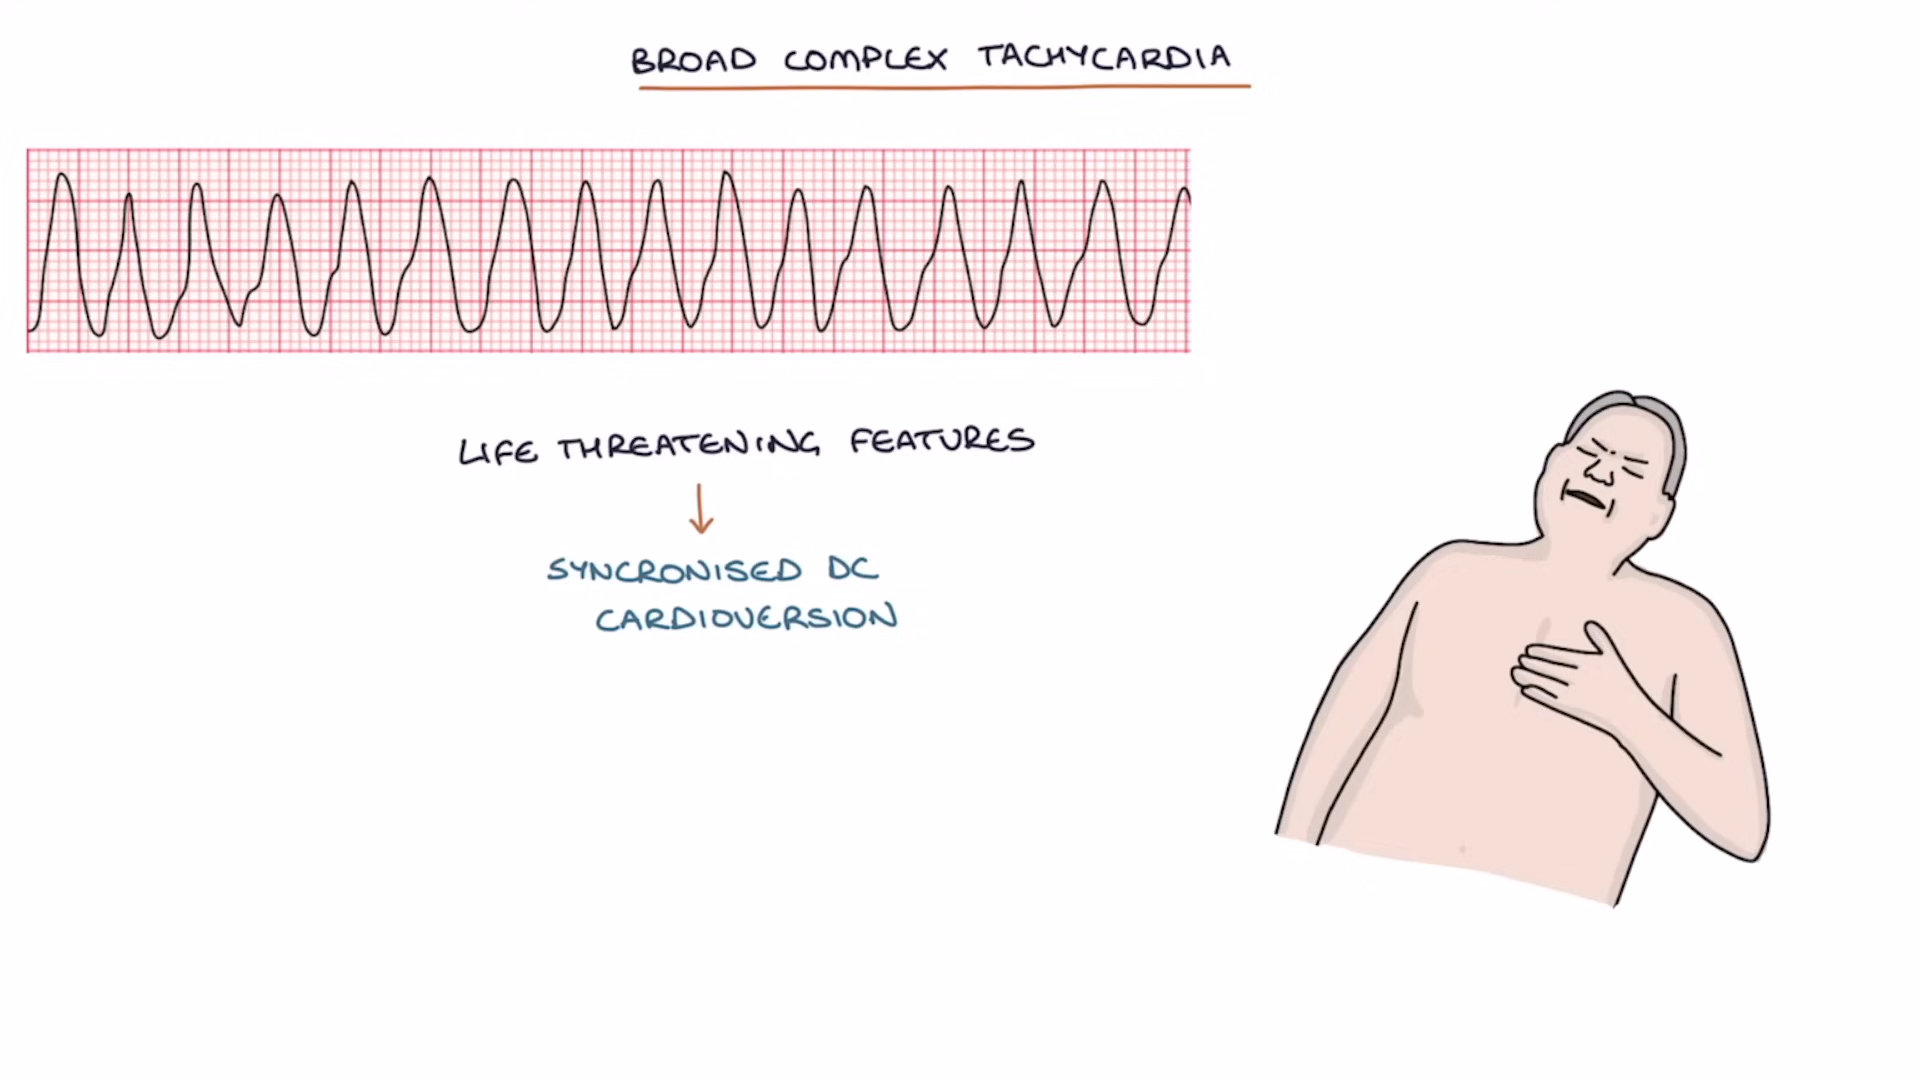 BROAD COMPLEX TACHYCARDIA
LIFE THREATENING FEATURES
SYNCRONISED DC
CARDIOVERSION